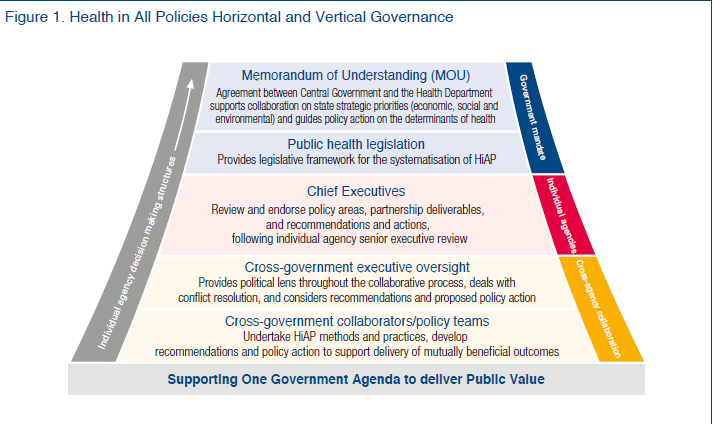 Figure 1. Health in All Policies Horizontal and Vertical Governance
Individual agency decision making structures
Memorandum of Understanding (MOU)
Agreement between Central Government and the Health Department
supports collaboration on state strategic priorities (economic, social and
environmental) and guides policy action on the determinants of health
Public health legislation
Provides legislative framework for the systematisation of HiAP
Government mandate
Chief Executives
Review and endorse policy areas, partnership deliverables,
and recommendations and actions,
following individual agency senior executive review
Individual agencies
Cross-government executive oversight
Provides political lens throughout the collaborative process, deals with
conflict resolution, and considers recommendations and proposed policy action
Cross-government collaborators/policy teams
Undertake HiAP methods and practices, develop
recommendations and policy action to support delivery of mutually beneficial outcomes
Cross-agency collaboration
Supporting One Government Agenda to deliver Public Value